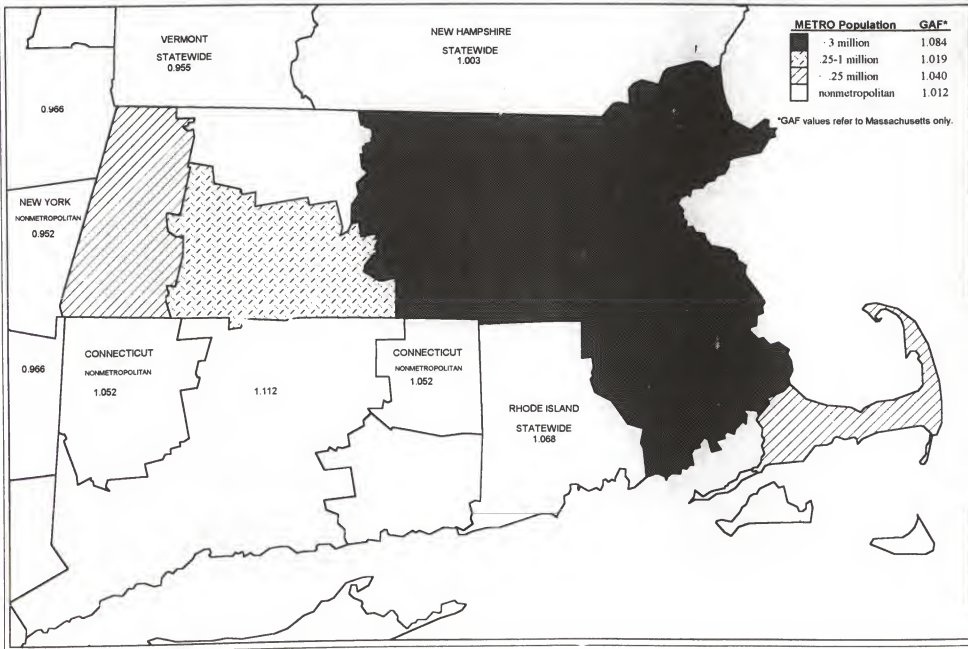 METRO Population GAF*
3 million 1.084
.25-1 million 1.019
.25 million 1.040
nonmetropolitan 1.012
*GAF values refer to Massachusetts only.
VERMONT
STATEWIDE
0.955
NEW HAMPSHIRE
STATEWIDE
1.003
0.966
NEW YORK
NONMETROPOLITAN
0.952
0.966
CONNECTICUT
NONMETROPOLITAN
1.052
1.112
CONNECTICUT
NONMETROPOLITAN
1.052
RHODE ISLAND
STATEWIDE
1.068